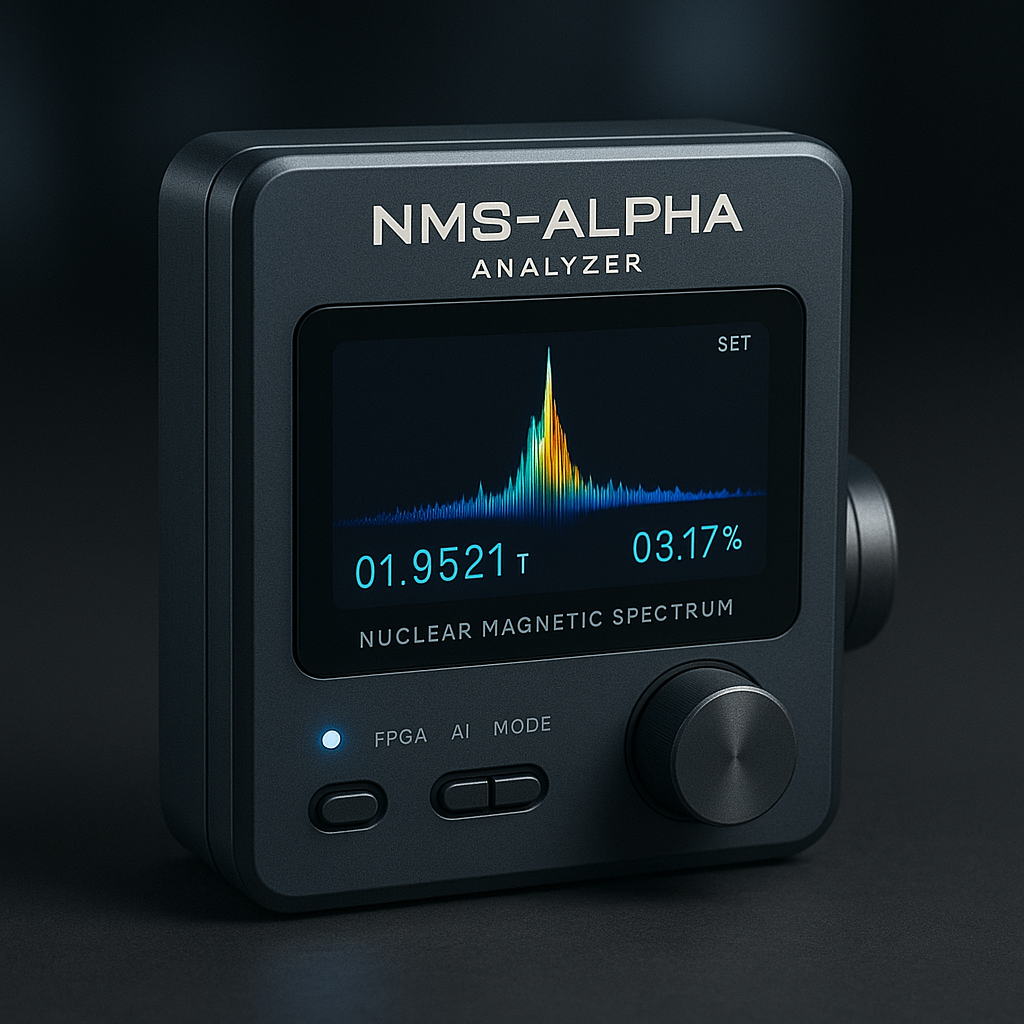 NMS-ALPHA
ANALYZER
SET
01.9521 T
03.17%
NUCLEAR MAGNETIC SPECTRUM
FPGA AI MODE